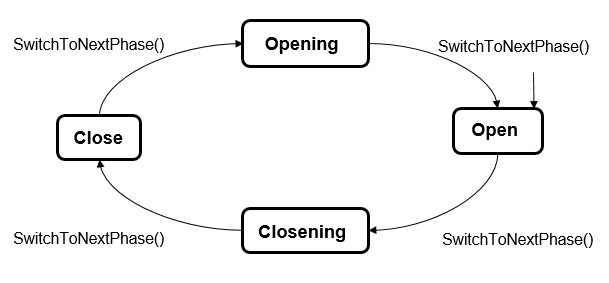 SwitchToNextPhase()
Opening
SwitchToNextPhase()
Close
Open
SwitchToNextPhase()
Closening
SwitchToNextPhase()